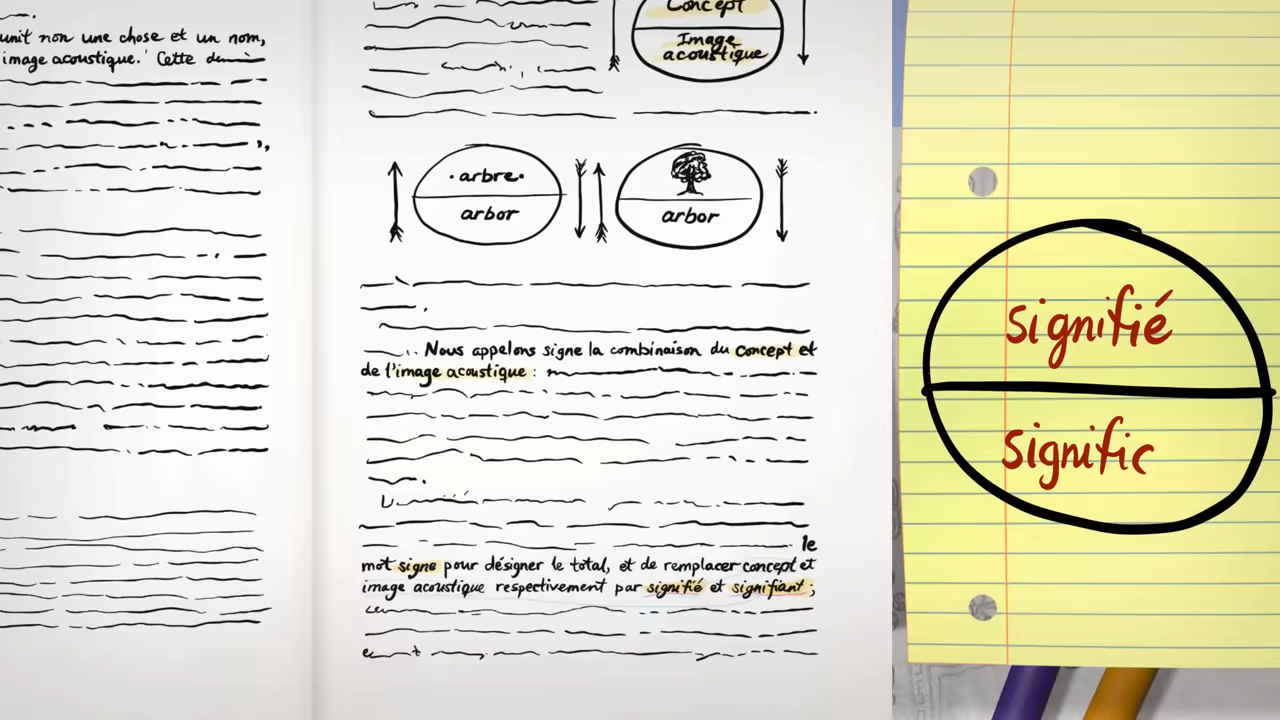 unit non une chose et un nom,
image acoustique. Cette
Concept
Image
acoustique
arbre
arbor
arbor
Nous appelons signe la combinaison du concept et
de l'image acoustique :
le
mot signe pour désigner le total, et de remplacer concept et
image acoustique respectivement par signifié et signifiant ;
signifié
signific